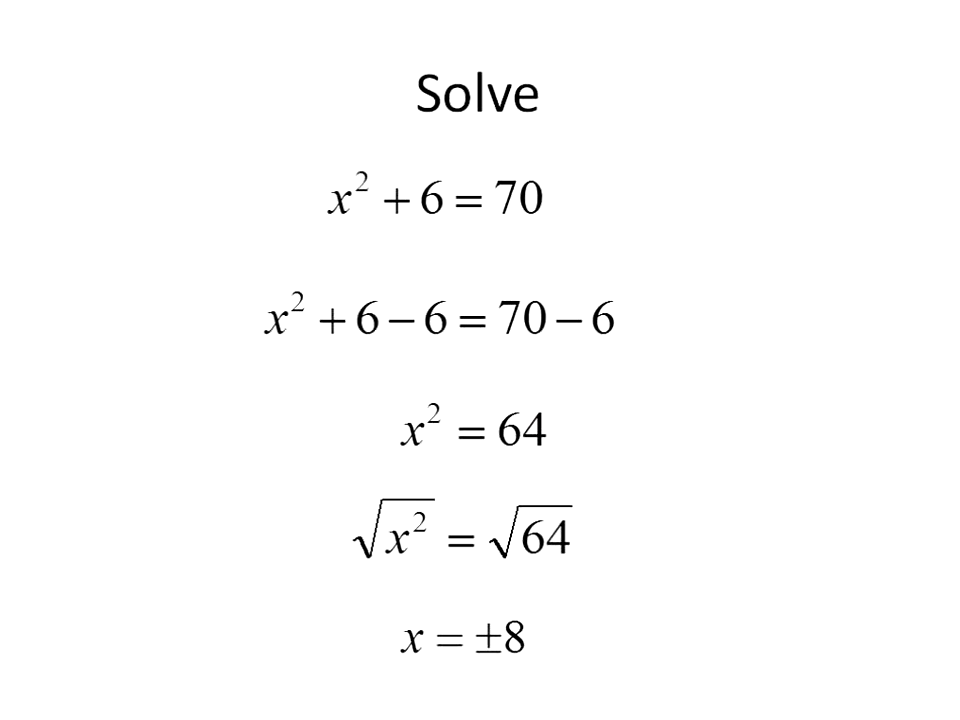 Solve
x² + 6 = 70
x² + 6 − 6 = 70 − 6
x² = 64
√x² = √64
x = ±8